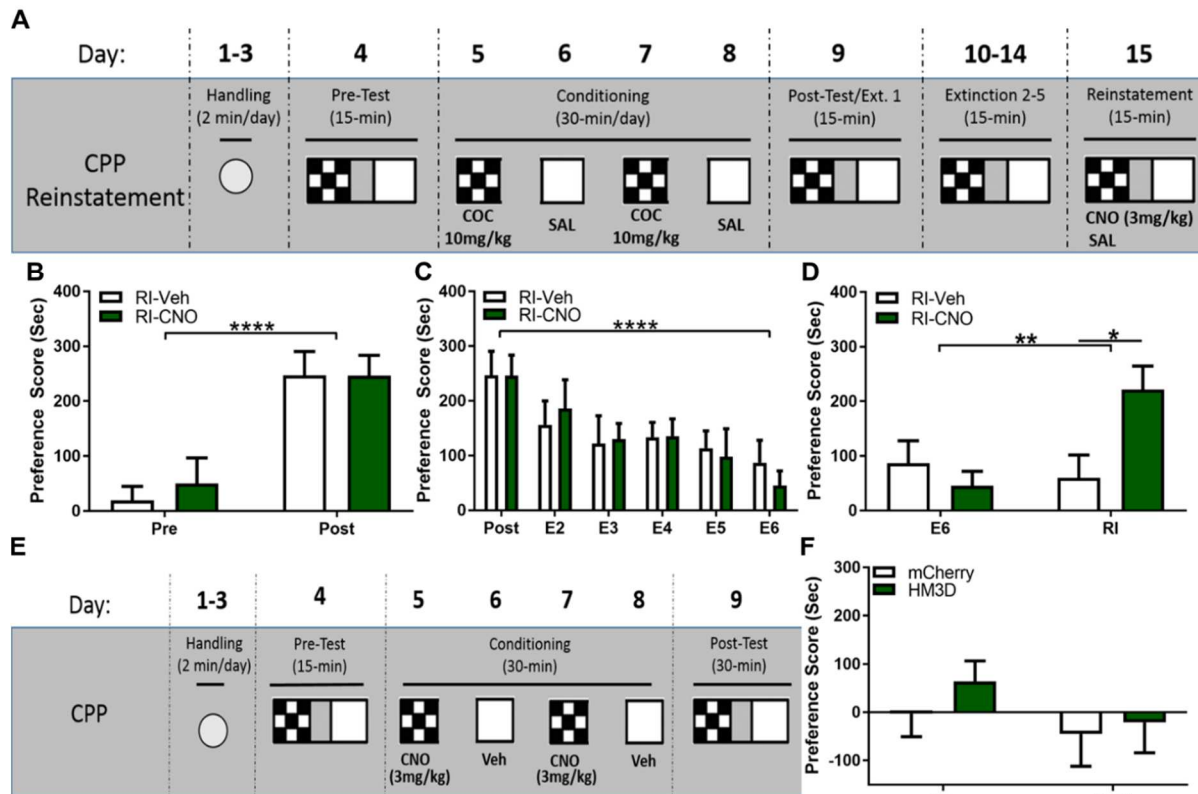 A
Day: 1-3 4 5 6 7 8 9 10-14 15
Handling Pre-Test Conditioning Post-Test/Ext. 1 Extinction 2-5 Reinstatement
(2 min/day) (15-min) (30-min/day) (15-min) (15-min) (15-min)
CPP
Reinstatement
COC SAL COC SAL CNO (3mg/kg)
10mg/kg 10mg/kg SAL
B
Preference Score (Sec)
400
300
200
100
0
RI-Veh
RI-CNO
****
Pre Post
C
Preference Score (Sec)
400
300
200
100
0
RI-Veh
RI-CNO
****
Post E2 E3 E4 E5 E6
D
Preference Score (Sec)
400
300
200
100
0
RI-Veh
RI-CNO
** *
E6 RI
E
Day: 1-3 4 5 6 7 8 9
Handling Pre-Test Conditioning Post-Test
(2 min/day) (15-min) (30-min) (30-min)
CPP
CNO Veh CNO Veh
(3mg/kg) (3mg/kg)
F
Preference Score (Sec)
300
200
100
0
-100
mCherry
HM3D